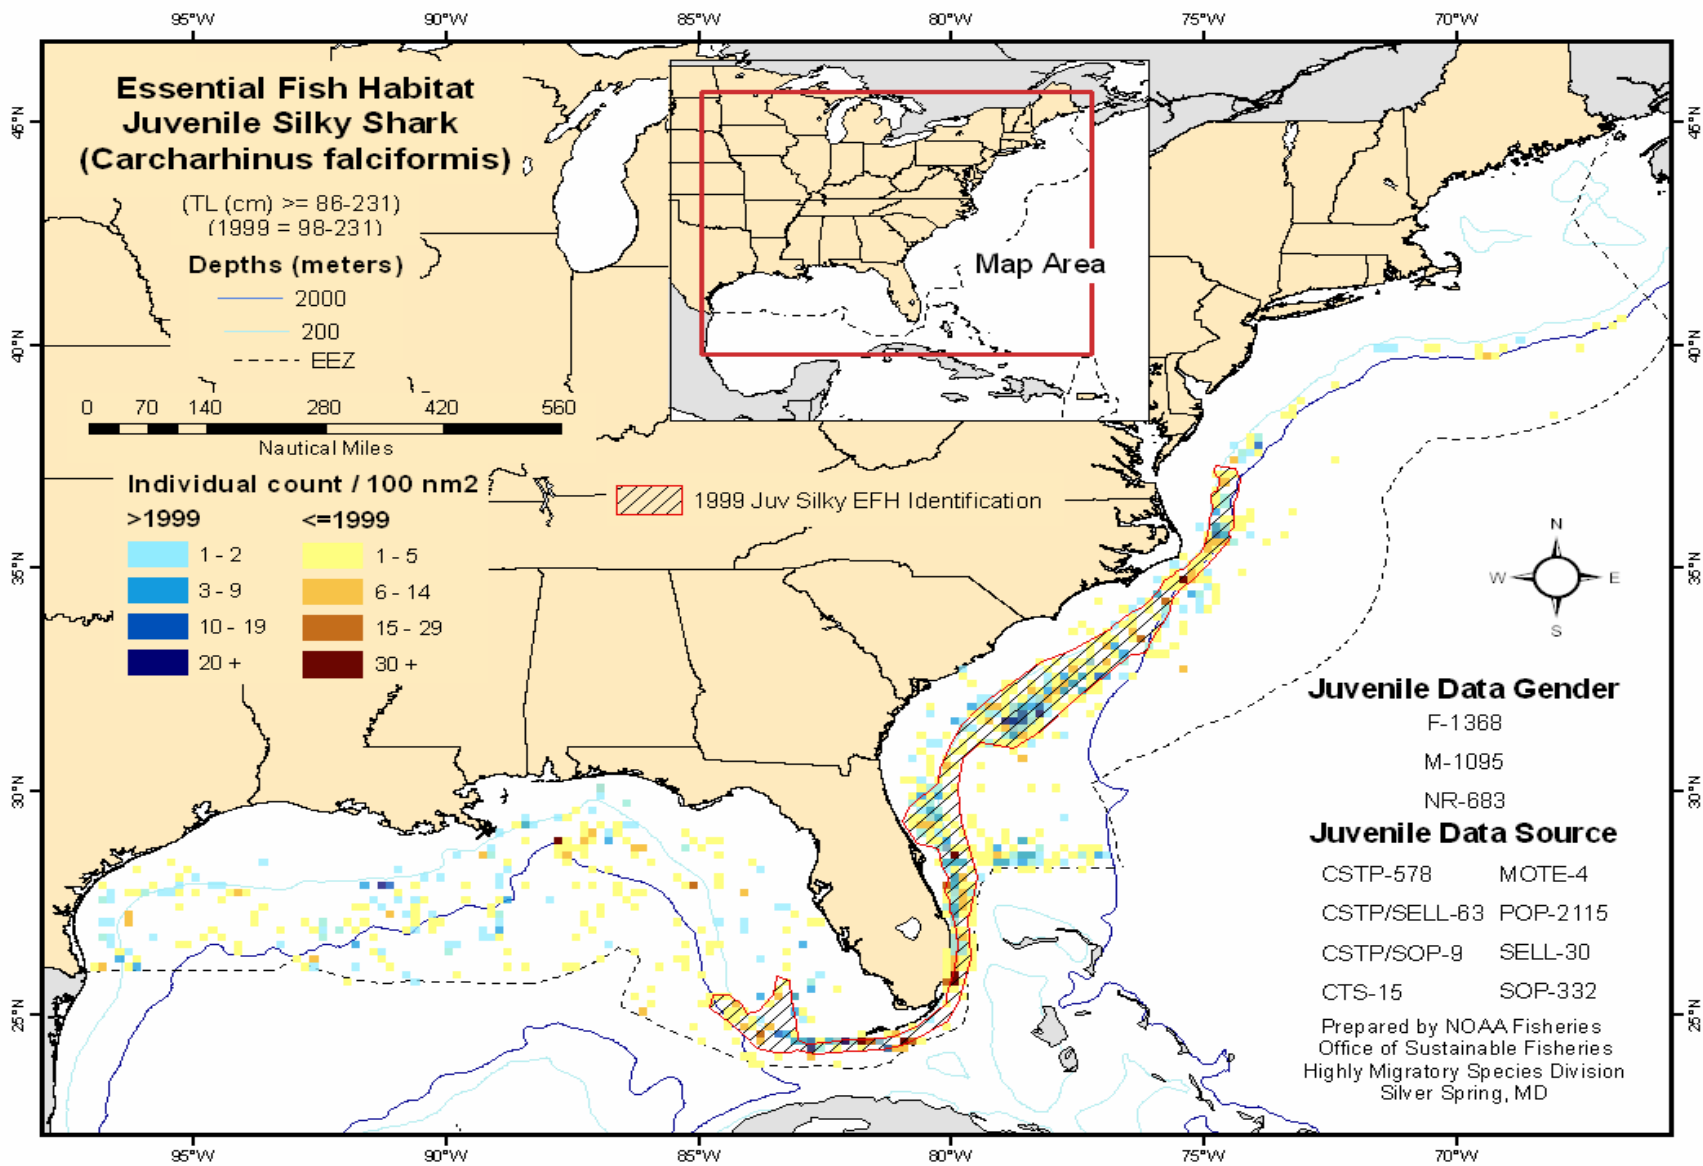 95°W 90°W 85°W 80°W 75°W 70°W
Essential Fish Habitat
Juvenile Silky Shark
(Carcharhinus falciformis)
(TL (cm) >= 86-231)
(1999 = 98-231)
Depths (meters)
2000
200
EEZ
0 70 140 280 420 560
Nautical Miles
Individual count / 100 nm2
>1999 <=1999
1 - 2 1 - 5
3 - 9 6 - 14
10 - 19 15 - 29
20 + 30 +
Map Area
1999 Juv Silky EFH Identification
N
W E
S
Juvenile Data Gender
F-1368
M-1095
NR-683
Juvenile Data Source
CSTP-578 MOTE-4
CSTP/SELL-63 POP-2115
CSTP/SOP-9 SELL-30
CTS-15 SOP-332
Prepared by NOAA Fisheries
Office of Sustainable Fisheries
Highly Migratory Species Division
Silver Spring, MD
45°N 45°N
40°N 40°N
35°N 35°N
30°N 30°N
25°N 25°N
95°W 90°W 85°W 80°W 75°W 70°W